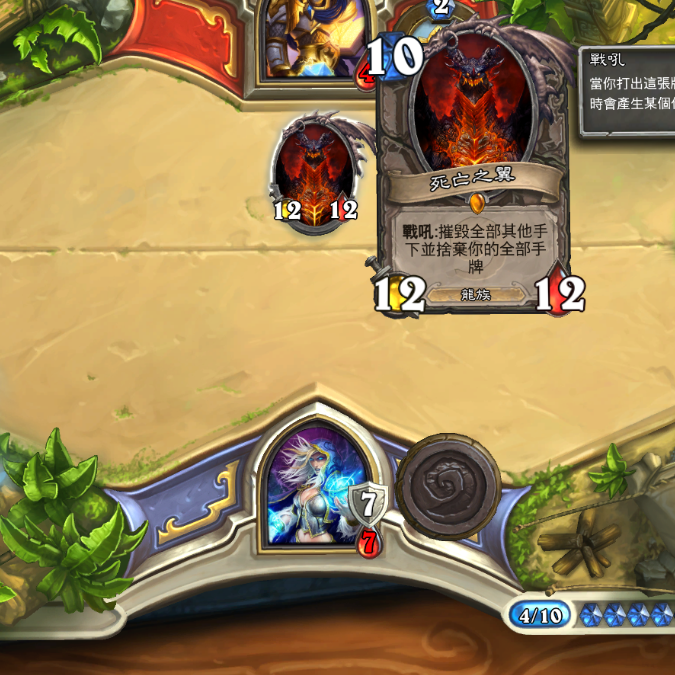 2
10
4
戰吼
當你打出這張牌
時會產生某個
死亡之翼
12 12
戰吼:摧毀全部其他手
下並捨棄你的全部手
牌
12 龍族 12
7
7
4/10